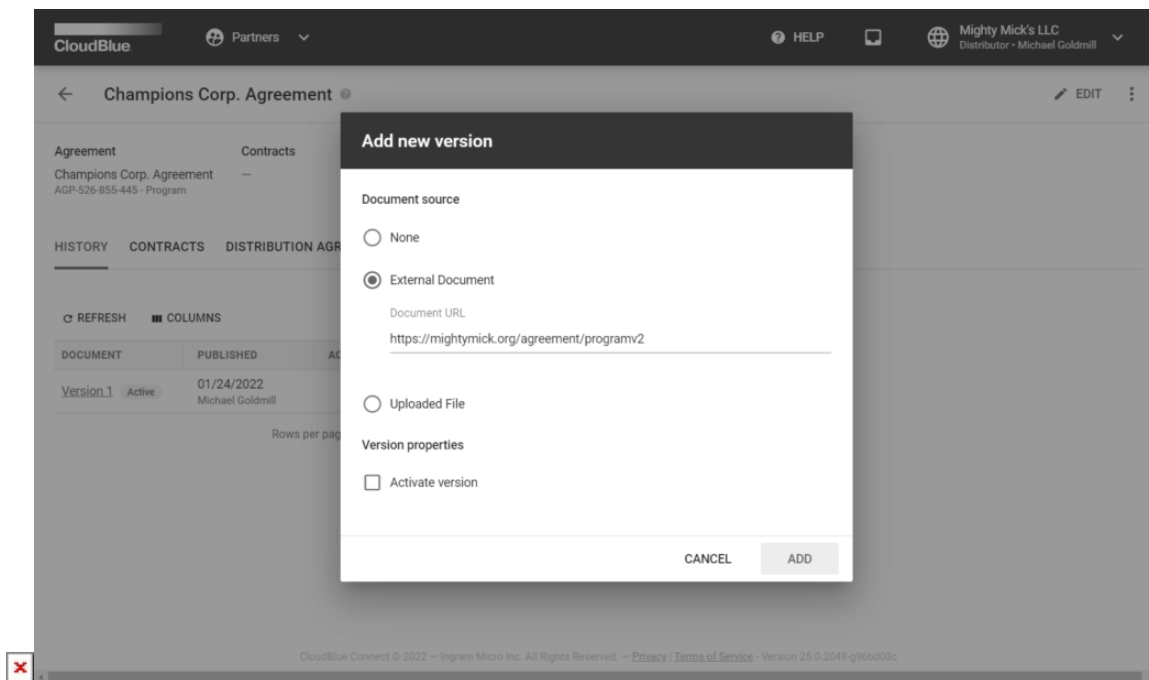 CloudBlue
Partners
HELP
Mighty Mick's LLC
Distributor • Michael Goldmill
Champions Corp. Agreement
EDIT
Agreement
Contracts
Champions Corp. Agreement
—
AGP-526-855-445 - Program
HISTORY CONTRACTS DISTRIBUTION AGR
REFRESH COLUMNS
DOCUMENT PUBLISHED AC
Version 1 Active 01/24/2022
Michael Goldmill
Rows per pag
Add new version
Document source
None
External Document
Document URL
https://mightymick.org/agreement/programv2
Uploaded File
Version properties
Activate version
CANCEL ADD
CloudBlue Connect © 2022 — Ingram Micro Inc. All Rights Reserved. — Privacy | Terms of Service - Version 25.0.2049-g96bd03c